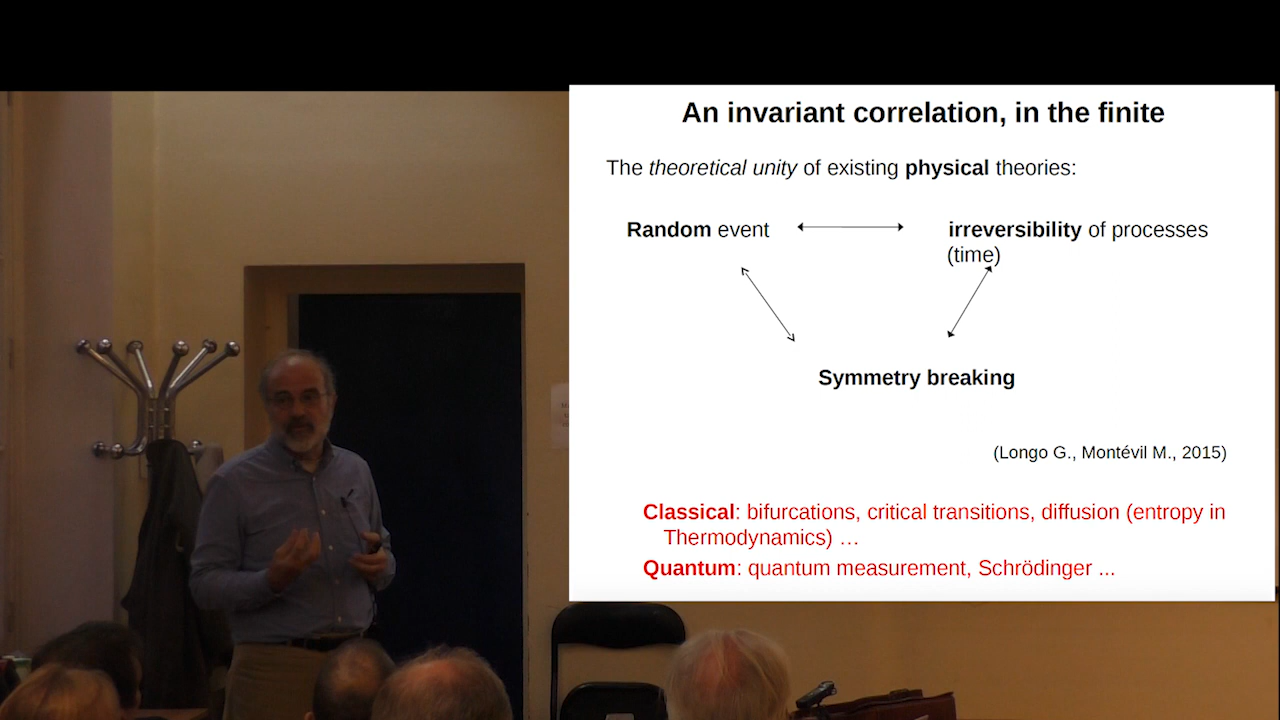 An invariant correlation, in the finite
The theoretical unity of existing physical theories:
Random event
irreversibility of processes
(time)
Symmetry breaking
(Longo G., Montévil M., 2015)
Classical: bifurcations, critical transitions, diffusion (entropy in
Thermodynamics) …
Quantum: quantum measurement, Schrödinger ...